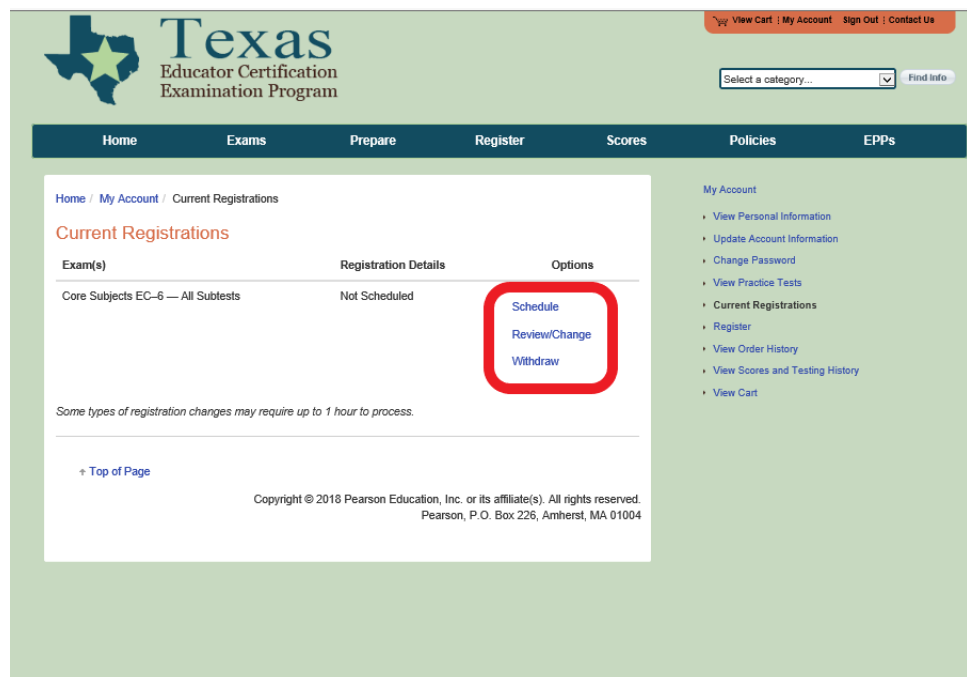 View Cart | My Account Sign Out | Contact Us
Texas
Educator Certification
Examination Program
Select a category...
Find Info
Home Exams Prepare Register Scores Policies EPPs
Home / My Account / Current Registrations
Current Registrations
Exam(s) Registration Details Options
Core Subjects EC–6 — All Subtests Not Scheduled Schedule
Review/Change
Withdraw
Some types of registration changes may require up to 1 hour to process.
Top of Page
Copyright © 2018 Pearson Education, Inc. or its affiliate(s). All rights reserved.
Pearson, P.O. Box 226, Amherst, MA 01004
My Account
View Personal Information
Update Account Information
Change Password
View Practice Tests
Current Registrations
Register
View Order History
View Scores and Testing History
View Cart